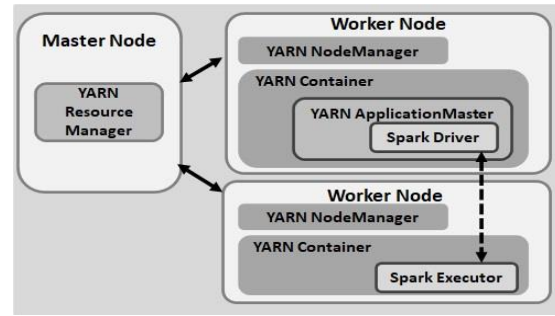 Master Node
YARN
Resource
Manager
Worker Node
YARN NodeManager
YARN Container
YARN ApplicationMaster
Spark Driver
Worker Node
YARN NodeManager
YARN Container
Spark Executor